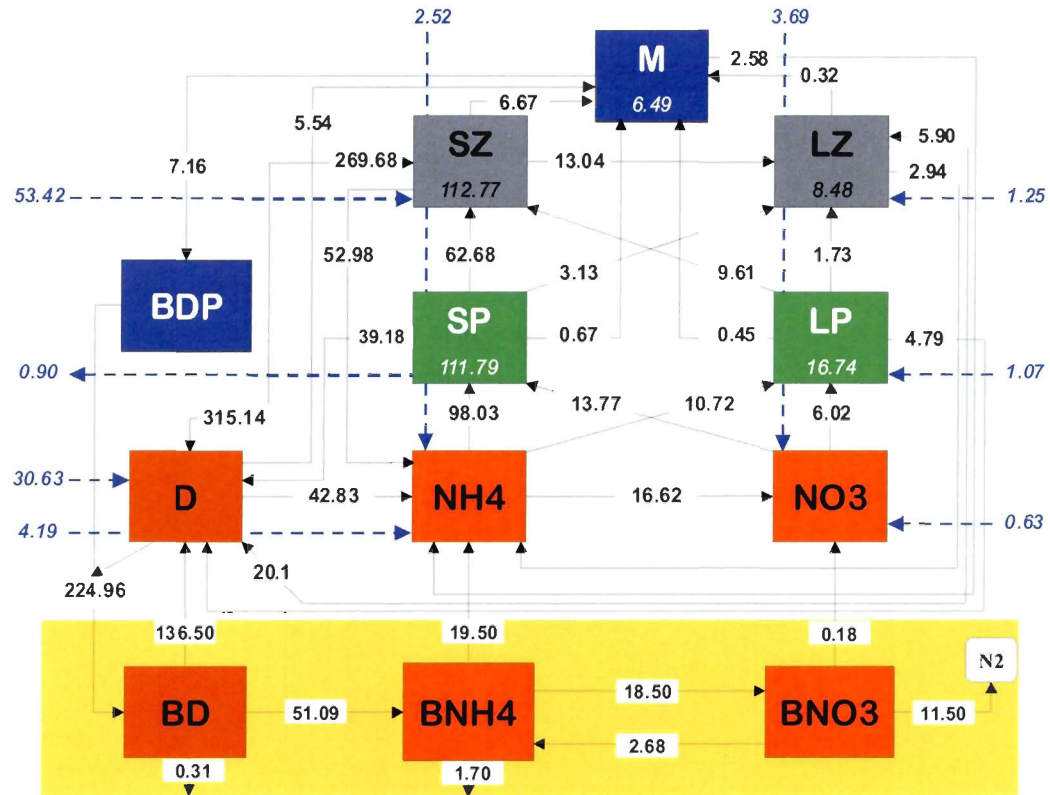 2.52 3.69
M 2.58
0.32
6.49
5.54 6.67
SZ LZ 5.90
7.16 269.68 13.04
2.94
112.77 8.48
53.42 1.25
52.98 62.68 3.13 9.61 1.73
BDP SP LP
39.18 0.67 0.45 4.79
111.79 16.74
0.90 1.07
315.14 98.03 13.77 10.72 6.02
30.63
D 42.83 NH4 16.62 NO3
4.19 0.63
224.96 20.1
136.50 19.50 0.18
N2
18.50
BD 51.09 BNH4 BNO3 11.50
2.68
0.31 1.70